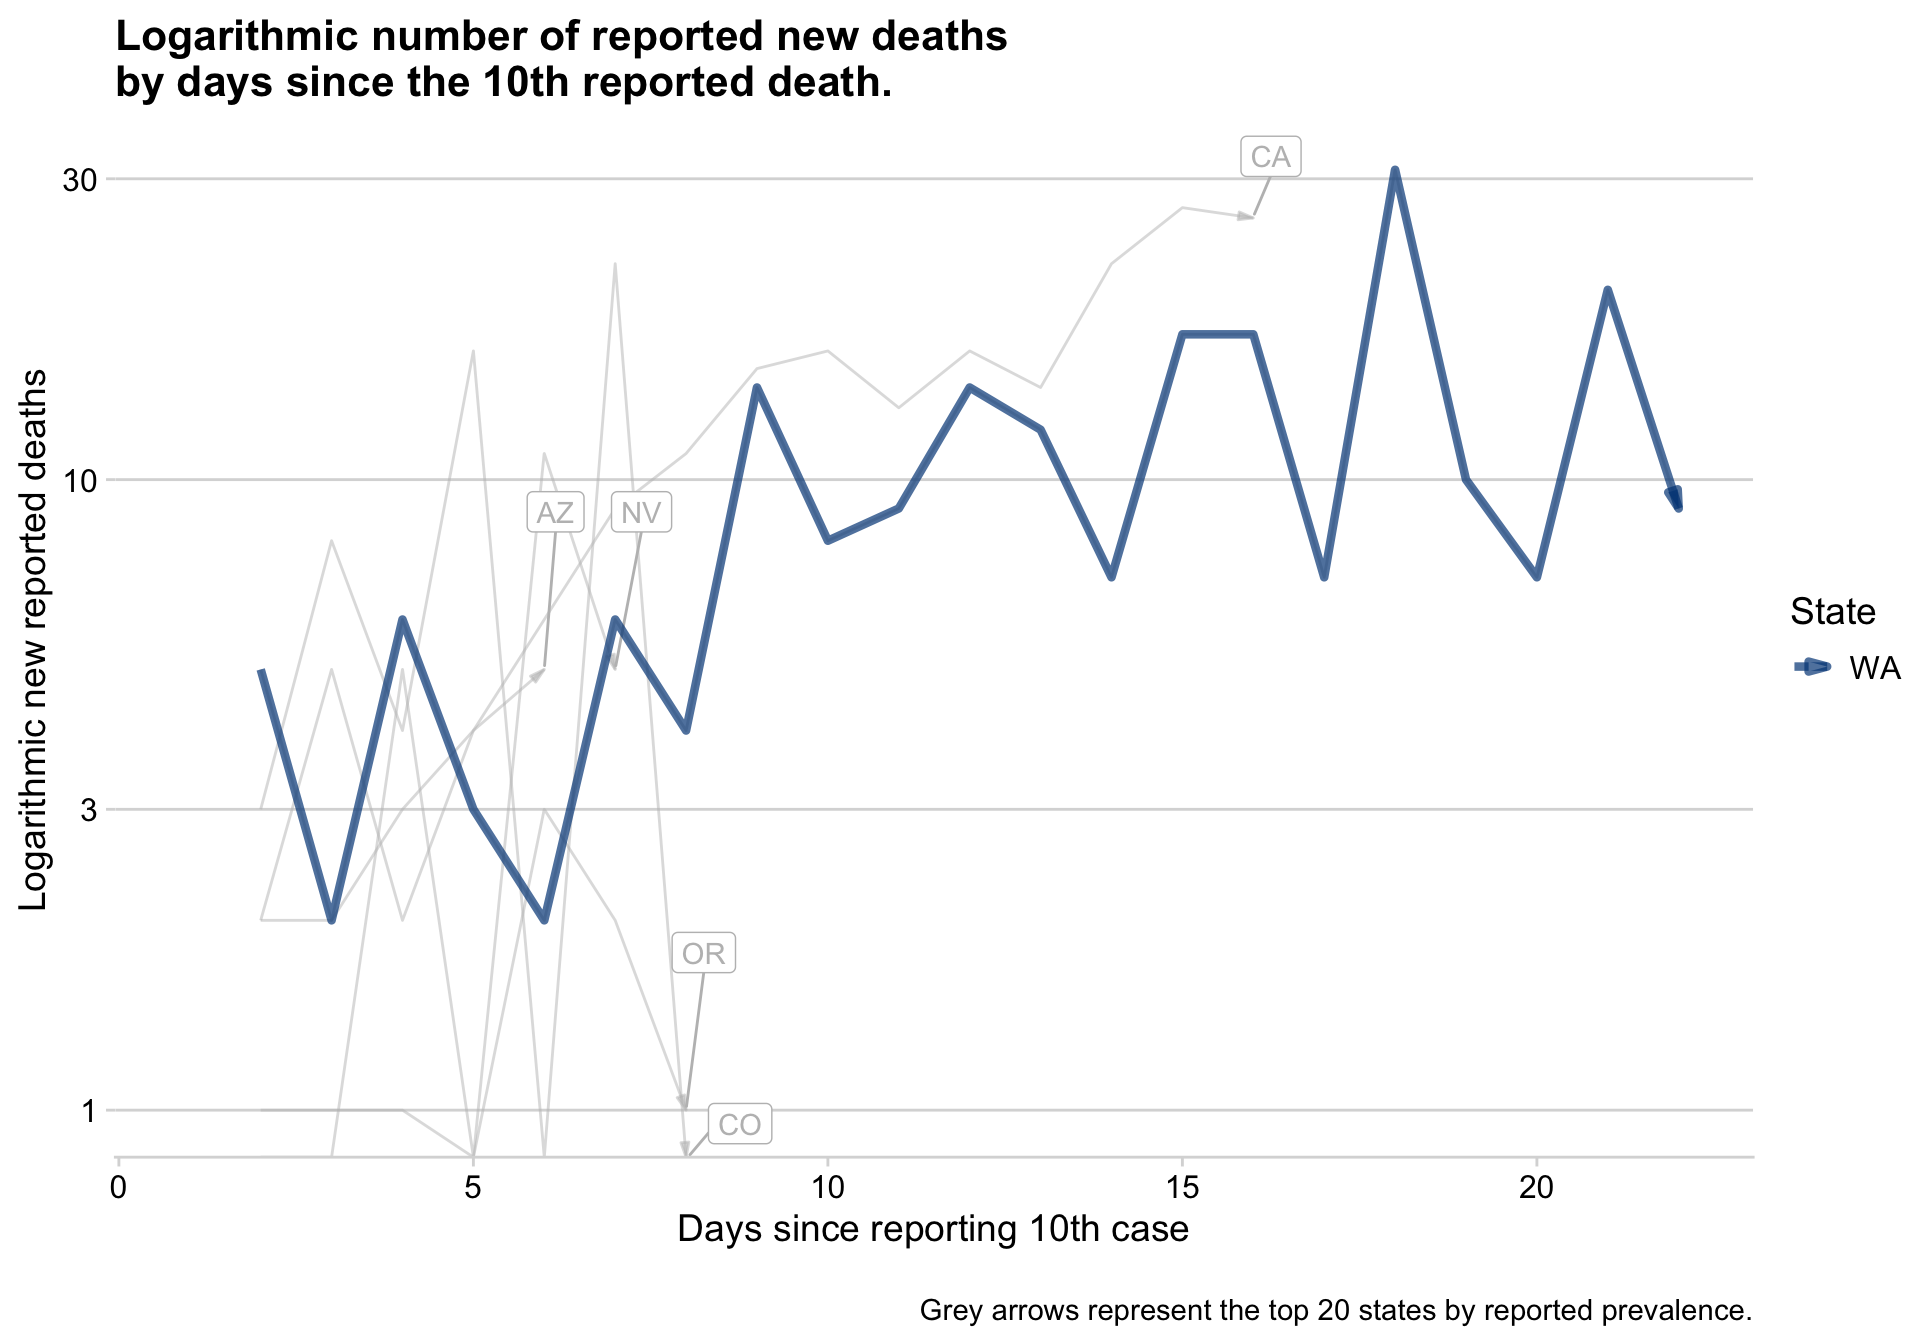 Logarithmic number of reported new deaths
by days since the 10th reported death.
CA
30
AZ
NV
10
Logarithmic new reported deaths
State
WA
3
OR
CO
1
0
5
10
15
20
Days since reporting 10th case
Grey arrows represent the top 20 states by reported prevalence.